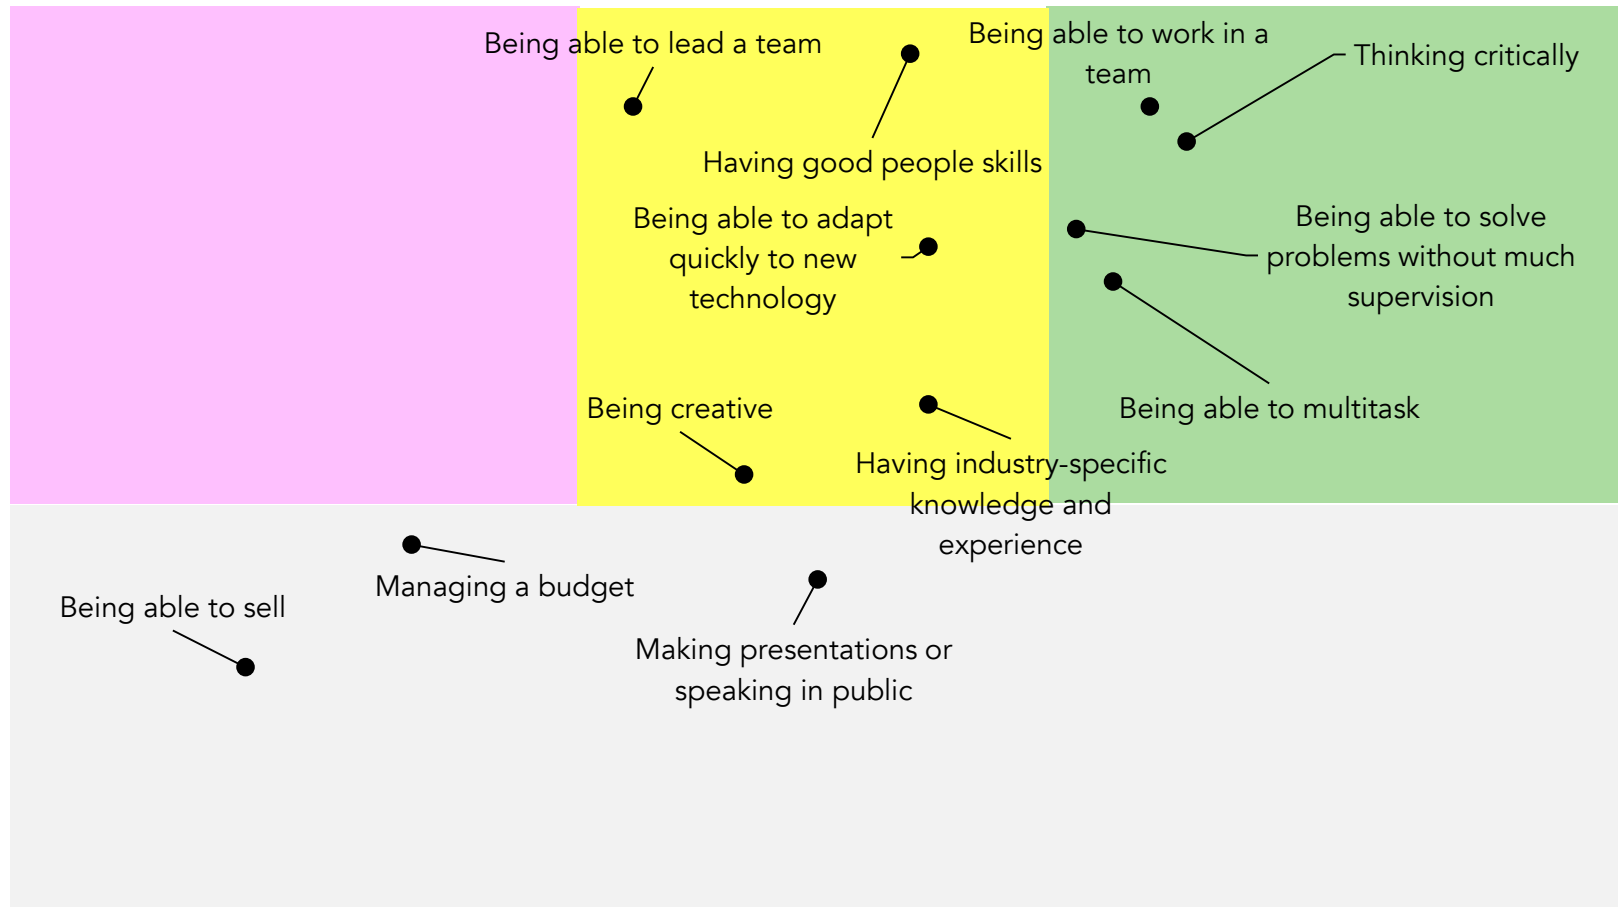 Being able to lead a team
Being able to work in a
team
Thinking critically
Having good people skills
Being able to adapt
quickly to new
technology
Being able to solve
problems without much
supervision
Being creative
Being able to multitask
Having industry-specific
knowledge and
experience
Managing a budget
Being able to sell
Making presentations or
speaking in public